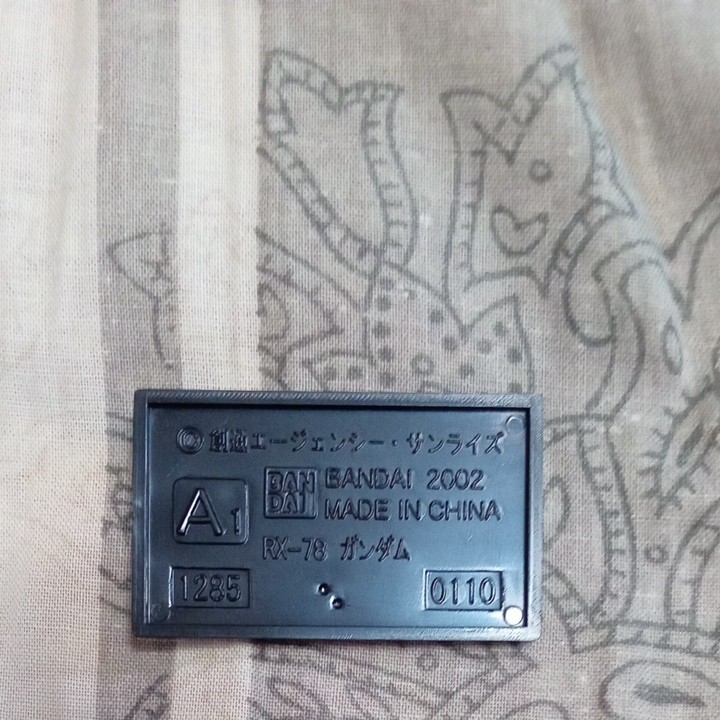 © 創通エージェンシー・サンライズ
A1
BAN
DAI
BANDAI 2002
MADE IN CHINA
RX-78 ガンダム
1285
0110